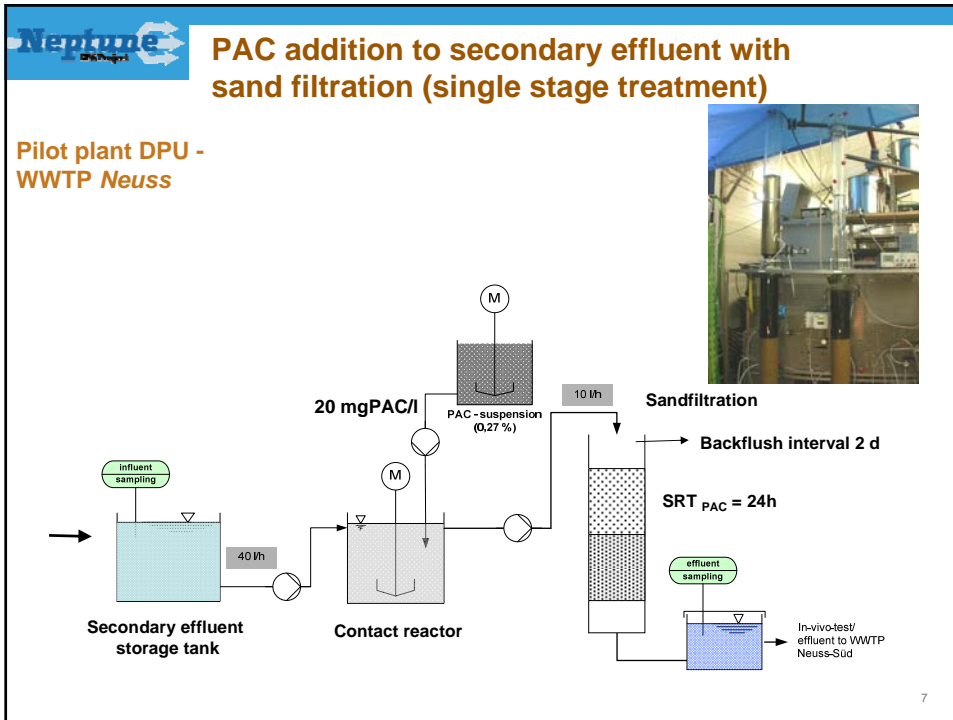 Neptune
PAC addition to secondary effluent with
sand filtration (single stage treatment)
Pilot plant DPU -
WWTP Neuss
M
20 mgPAC/l
PAC - suspension
(0,27 %)
10 l/h
Sandfiltration
Backflush interval 2 d
influent
sampling
M
SRT PAC = 24h
40 l/h
effluent
sampling
Secondary effluent
storage tank
Contact reactor
In-vivo-test/
effluent to WWTP
Neuss-Süd
7